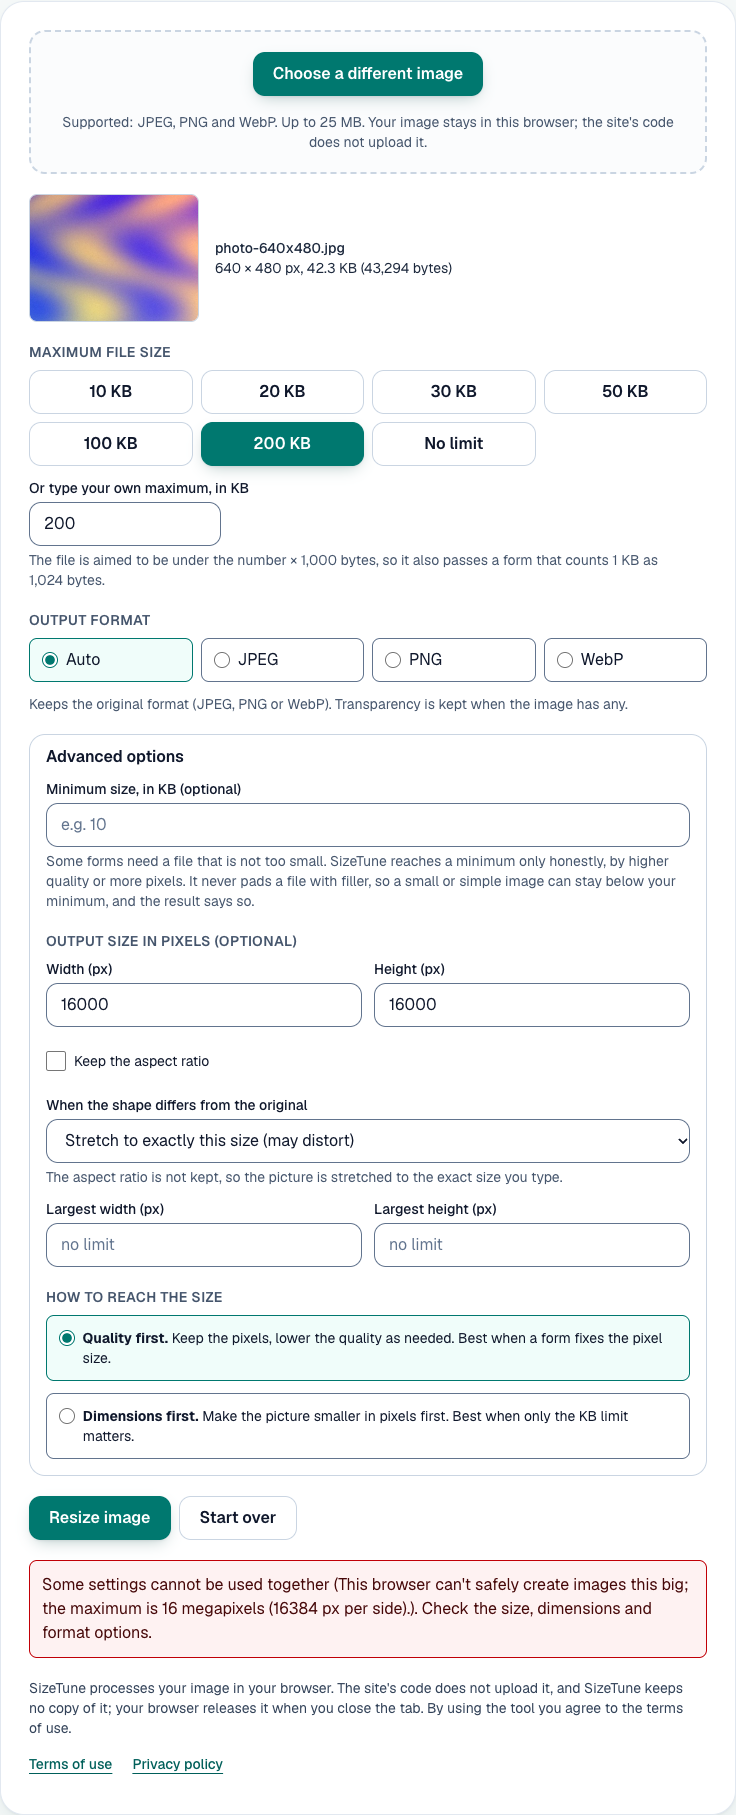 Choose a different image
Supported: JPEG, PNG and WebP. Up to 25 MB. Your image stays in this browser; the site's code
does not upload it.
photo-640x480.jpg
640 × 480 px, 42.3 KB (43,294 bytes)
MAXIMUM FILE SIZE
10 KB
20 KB
30 KB
50 KB
100 KB
200 KB
No limit
Or type your own maximum, in KB
200
The file is aimed to be under the number × 1,000 bytes, so it also passes a form that counts 1 KB as
1,024 bytes.
OUTPUT FORMAT
Auto
JPEG
PNG
WebP
Keeps the original format (JPEG, PNG or WebP). Transparency is kept when the image has any.
Advanced options
Minimum size, in KB (optional)
e.g. 10
Some forms need a file that is not too small. SizeTune reaches a minimum only honestly, by higher
quality or more pixels. It never pads a file with filler, so a small or simple image can stay below your
minimum, and the result says so.
OUTPUT SIZE IN PIXELS (OPTIONAL)
Width (px)
Height (px)
16000
16000
Keep the aspect ratio
When the shape differs from the original
Stretch to exactly this size (may distort)
The aspect ratio is not kept, so the picture is stretched to the exact size you type.
Largest width (px)
Largest height (px)
no limit
no limit
HOW TO REACH THE SIZE
Quality first. Keep the pixels, lower the quality as needed. Best when a form fixes the pixel
size.
Dimensions first. Make the picture smaller in pixels first. Best when only the KB limit
matters.
Resize image
Start over
Some settings cannot be used together (This browser can't safely create images this big;
the maximum is 16 megapixels (16384 px per side).). Check the size, dimensions and
format options.
SizeTune processes your image in your browser. The site's code does not upload it, and SizeTune keeps
no copy of it; your browser releases it when you close the tab. By using the tool you agree to the terms
of use.
Terms of use
Privacy policy